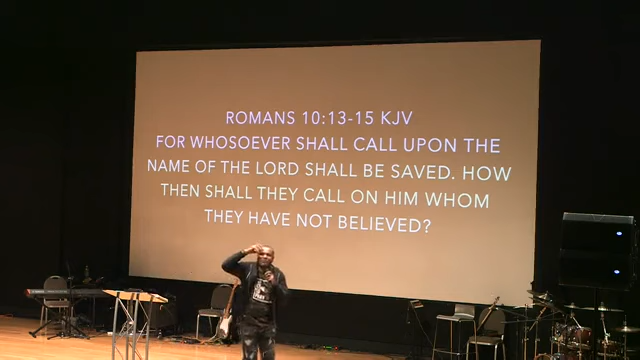 ROMANS 10:13-15 KJV
FOR WHOSOEVER SHALL CALL UPON THE
NAME OF THE LORD SHALL BE SAVED. HOW
THEN SHALL THEY CALL ON HIM WHOM
THEY HAVE NOT BELIEVED?